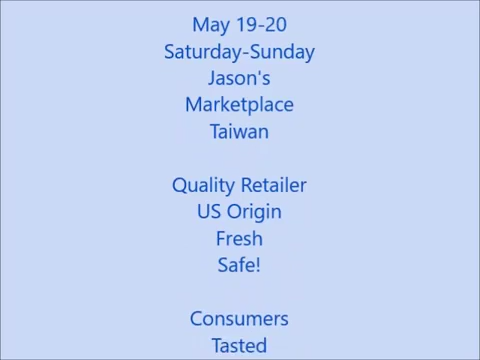 May 19-20
Saturday-Sunday
Jason's
Marketplace
Taiwan
Quality Retailer
US Origin
Fresh
Safe!
Consumers
Tasted